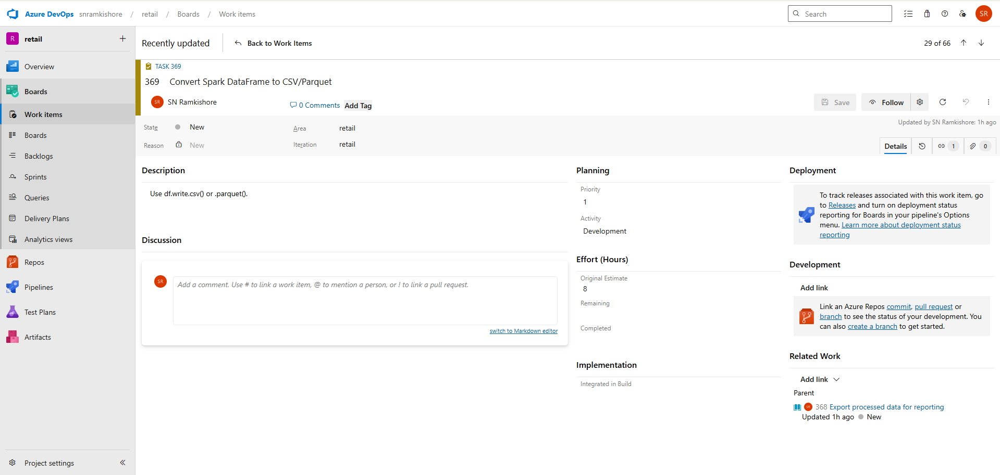 Azure DevOps snramkishore / retail / Boards / Work items
Search
SR
R retail
Recently updated
Back to Work Items
29 of 66
Overview
Boards
Work items
Boards
Backlogs
Sprints
Queries
Delivery Plans
Analytics views
Repos
Pipelines
Test Plans
Artifacts
Project settings
TASK 369
369 Convert Spark DataFrame to CSV/Parquet
SR SN Ramkishore
0 Comments
Add Tag
Save
Follow
State New
Area retail
Reason New
Iteration retail
Updated by SN Ramkishore: 1h ago
Details
1
0
Description
Use df.write.csv() or .parquet().
Discussion
SR
Add a comment. Use # to link a work item, @ to mention a person, or ! to link a pull request.
switch to Markdown editor
Planning
Priority
1
Activity
Development
Effort (Hours)
Original Estimate
8
Remaining
Completed
Implementation
Integrated in Build
Deployment
To track releases associated with this work item, go
to Releases and turn on deployment status
reporting for Boards in your pipeline's Options
menu. Learn more about deployment status
reporting
Development
Add link
Link an Azure Repos commit, pull request or
branch to see the status of your development. You
can also create a branch to get started.
Related Work
Add link
Parent
SR 368 Export processed data for reporting
Updated 1h ago New